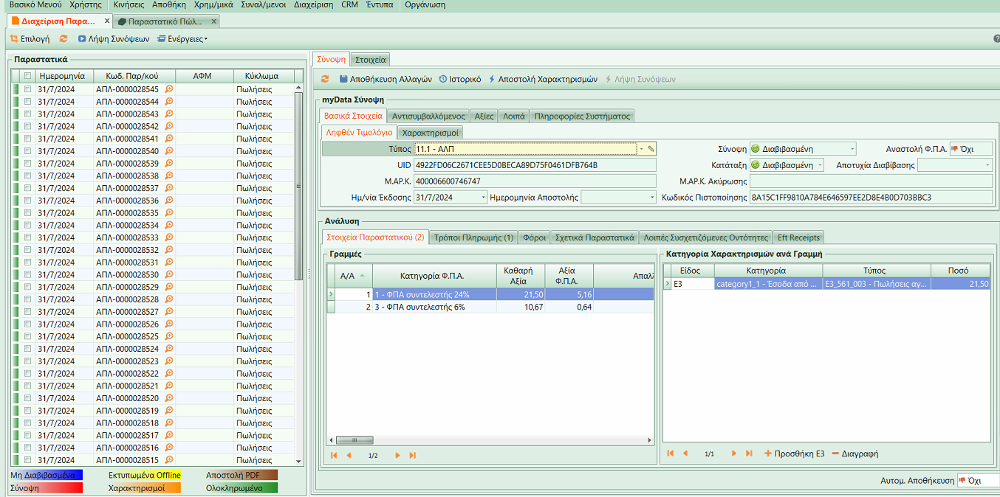 Βασικό Μενού Χρήστης Κινήσεις Αποθήκη Χρημ/μικά Συναλ/μενοι Διαχείριση CRM Έντυπα Οργάνωση
Διαχείριση Παρα... x Παραστατικό Πώλ... x
Επιλογή Λήψη Συνόψεων Ενέργειες
Παραστατικά
Ημερομηνία Κωδ. Παρ/κού ΑΦΜ Κύκλωμα
31/7/2024 ΑΠΛ-0000028545 Πωλήσεις
31/7/2024 ΑΠΛ-0000028544 Πωλήσεις
31/7/2024 ΑΠΛ-0000028543 Πωλήσεις
31/7/2024 ΑΠΛ-0000028542 Πωλήσεις
31/7/2024 ΑΠΛ-0000028541 Πωλήσεις
31/7/2024 ΑΠΛ-0000028540 Πωλήσεις
31/7/2024 ΑΠΛ-0000028539 Πωλήσεις
31/7/2024 ΑΠΛ-0000028538 Πωλήσεις
31/7/2024 ΑΠΛ-0000028537 Πωλήσεις
31/7/2024 ΑΠΛ-0000028536 Πωλήσεις
31/7/2024 ΑΠΛ-0000028535 Πωλήσεις
31/7/2024 ΑΠΛ-0000028534 Πωλήσεις
31/7/2024 ΑΠΛ-0000028533 Πωλήσεις
31/7/2024 ΑΠΛ-0000028532 Πωλήσεις
31/7/2024 ΑΠΛ-0000028531 Πωλήσεις
31/7/2024 ΑΠΛ-0000028530 Πωλήσεις
31/7/2024 ΑΠΛ-0000028529 Πωλήσεις
31/7/2024 ΑΠΛ-0000028528 Πωλήσεις
31/7/2024 ΑΠΛ-0000028527 Πωλήσεις
31/7/2024 ΑΠΛ-0000028526 Πωλήσεις
31/7/2024 ΑΠΛ-0000028525 Πωλήσεις
31/7/2024 ΑΠΛ-0000028524 Πωλήσεις
31/7/2024 ΑΠΛ-0000028523 Πωλήσεις
31/7/2024 ΑΠΛ-0000028522 Πωλήσεις
31/7/2024 ΑΠΛ-0000028521 Πωλήσεις
31/7/2024 ΑΠΛ-0000028520 Πωλήσεις
31/7/2024 ΑΠΛ-0000028519 Πωλήσεις
31/7/2024 ΑΠΛ-0000028518 Πωλήσεις
31/7/2024 ΑΠΛ-0000028517 Πωλήσεις
31/7/2024 ΑΠΛ-0000028516 Πωλήσεις
31/7/2024 ΑΠΛ-0000028515 Πωλήσεις
Μη Διαβιβασμένα Εκτυπωμένα Offline Αποστολή PDF
Σύνοψη Χαρακτηρισμοί Ολοκληρωμένο
Σύνοψη Στοιχεία
Αποθήκευση Αλλαγών Ιστορικό Αποστολή Χαρακτηρισμών Λήψη Συνόψεων
myData Σύνοψη
Βασικά Στοιχεία Αντισυμβαλλόμενος Αξίες Λοιπά Πληροφορίες Συστήματος
Ληφθέν Τιμολόγιο Χαρακτηρισμοί
Τύπος 11.1 - ΑΛΠ Σύνοψη Διαβιβασμένη Αναστολή Φ.Π.Α. Όχι
UID 4922FD06C2671CEE5D0BECA89D75F0461DFB764B Κατάταξη Διαβιβασμένη Αποτυχία Διαβίβασης
Μ.ΑΡ.Κ. 400006600746747 Μ.ΑΡ.Κ. Ακύρωσης
Ημ/νία Έκδοσης 31/7/2024 Ημερομηνία Αποστολής Κωδικός Πιστοποίησης 8A15C1FF9810A784E646597EE2D8E4B0D703BBC3
Ανάλυση
Στοιχεία Παραστατικού (2) Τρόποι Πληρωμής (1) Φόροι Σχετικά Παραστατικά Λοιπές Συσχετιζόμενες Οντότητες Eft Receipts
Γραμμές
Α/Α Κατηγορία Φ.Π.Α. Καθαρή Αξία Αξία Φ.Π.Α. Απαλ
1 1 - ΦΠΑ συντελεστής 24% 21,50 5,16
2 3 - ΦΠΑ συντελεστής 6% 10,67 0,64
1/2
Κατηγορία Χαρακτηρισμών ανά Γραμμή
Είδος Κατηγορία Τύπος Ποσό
E3 category1_1 - Έσοδα από ... E3_561_003 - Πωλήσεις αγ... 21,50
1/1 Προσθήκη Ε3 Διαγραφή
Αυτομ. Αποθήκευση Όχι